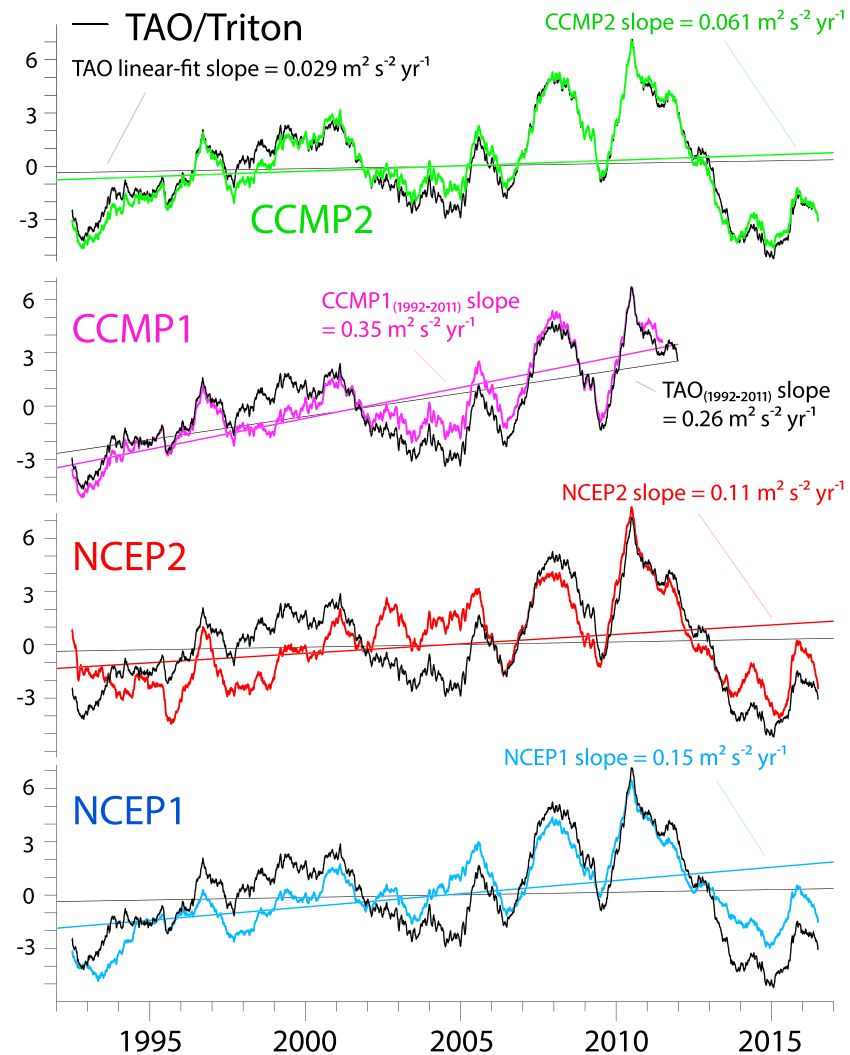 TAO/Triton
CCMP2 slope = 0.061 m² s⁻² yr⁻¹
TAO linear-fit slope = 0.029 m² s⁻² yr⁻¹
6
3
0
-3
CCMP2
6
3
0
-3
CCMP1
CCMP1(1992-2011) slope
= 0.35 m² s⁻² yr⁻¹
TAO(1992-2011) slope
= 0.26 m² s⁻² yr⁻¹
NCEP2 slope = 0.11 m² s⁻² yr⁻¹
6
3
0
-3
NCEP2
NCEP1 slope = 0.15 m² s⁻² yr⁻¹
6
3
0
-3
NCEP1
1995 2000 2005 2010 2015